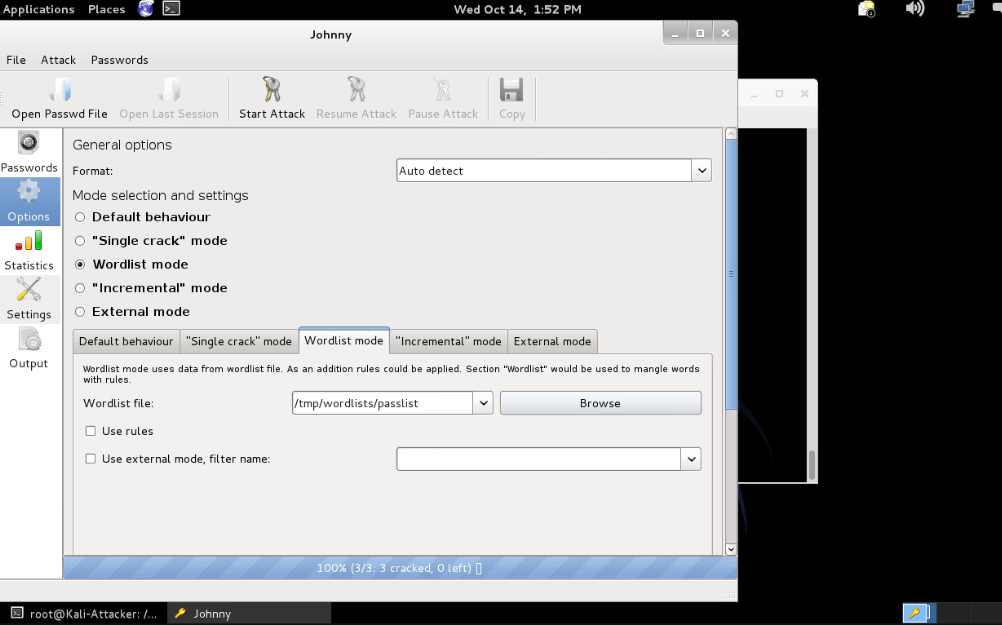 Applications Places Wed Oct 14, 1:52 PM
Johnny
File Attack Passwords
Open Passwd File Open Last Session Start Attack Resume Attack Pause Attack Copy
Passwords
Options
Statistics
Settings
Output
General options
Format: Auto detect
Mode selection and settings
Default behaviour
"Single crack" mode
Wordlist mode
"Incremental" mode
External mode
Default behaviour "Single crack" mode Wordlist mode "Incremental" mode External mode
Wordlist mode uses data from wordlist file. As an addition rules could be applied. Section "Wordlist" would be used to mangle words
with rules.
Wordlist file: /tmp/wordlists/passlist Browse
Use rules
Use external mode, filter name:
100% (3/3: 3 cracked, 0 left) []
root@Kali-Attacker: /... Johnny